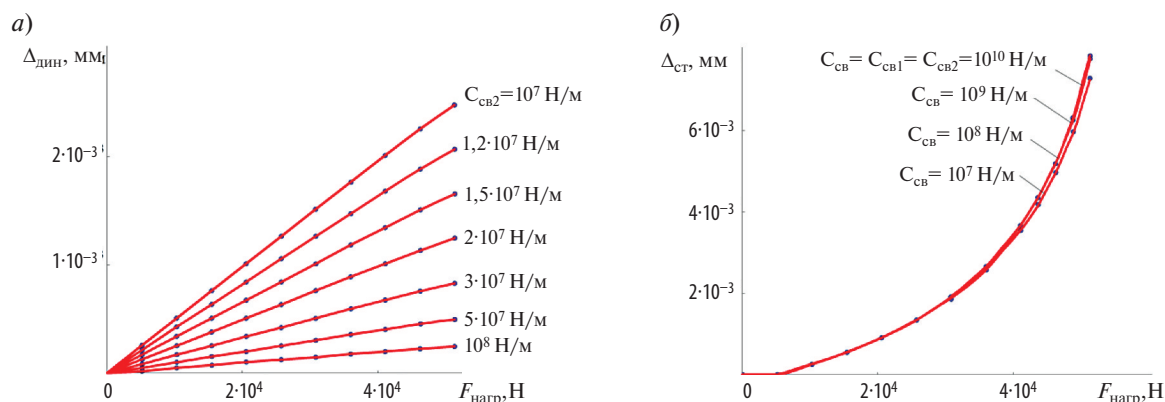 а)
Δдин, мм
2·10⁻³
1·10⁻³
0
2·10⁴
4·10⁴
Fнагр,Н
Cсв2=10⁷ Н/м
1,2·10⁷ Н/м
1,5·10⁷ Н/м
2·10⁷ Н/м
3·10⁷ Н/м
5·10⁷ Н/м
10⁸ Н/м
б)
Δст, мм
6·10⁻³
4·10⁻³
2·10⁻³
0
2·10⁴
4·10⁴
Fнагр,Н
Cсв= Cсв1= Cсв2=10¹⁰ Н/м
Cсв= 10⁹ Н/м
Cсв= 10⁸ Н/м
Cсв= 10⁷ Н/м